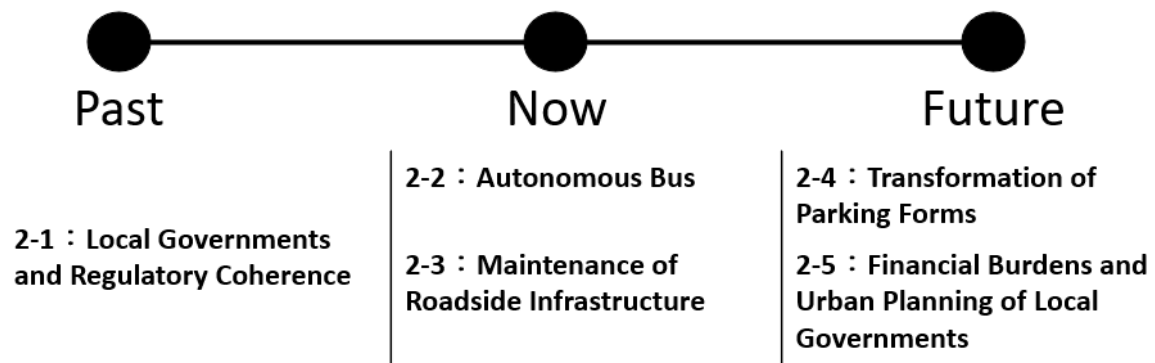 Past
Now
Future
2-1：Local Governments
and Regulatory Coherence
2-2：Autonomous Bus
2-3：Maintenance of
Roadside Infrastructure
2-4：Transformation of
Parking Forms
2-5：Financial Burdens and
Urban Planning of Local
Governments